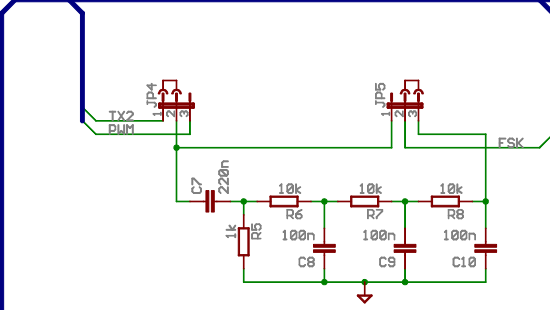 JP4
1
2
3
JP5
1
2
3
TX2
PWM
FSK
C7
220n
10k
R6
10k
R7
10k
R8
1k
R5
100n
C8
100n
C9
100n
C10